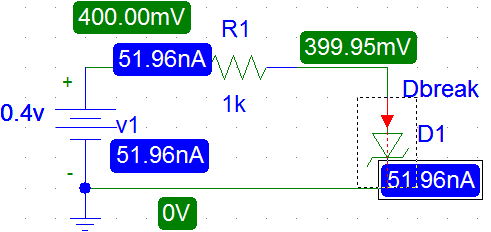 400.00mV
R1
51.96nA
399.95mV
+
Dbreak
1k
0.4v
v1
D1
51.96nA
-
51.96nA
0V